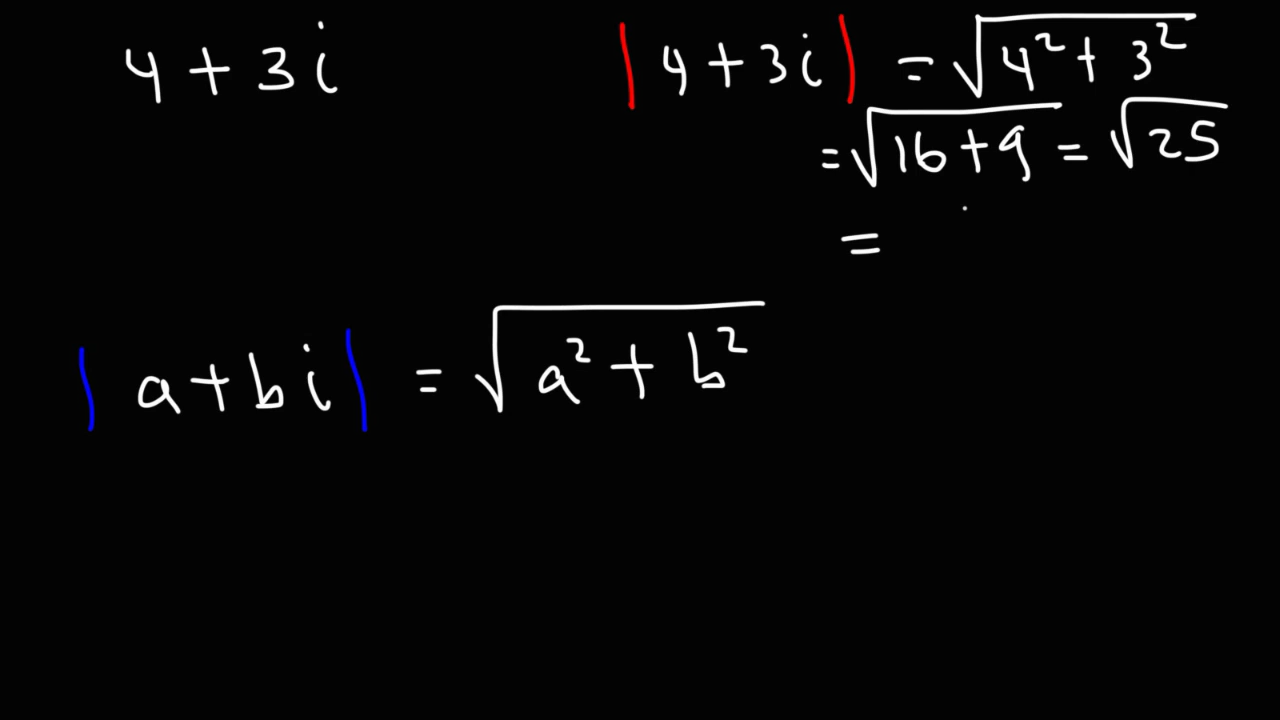 4 + 3i
|4 + 3i| = √(4² + 3²)
= √(16 + 9) = √25
=
|a + bi| = √(a² + b²)